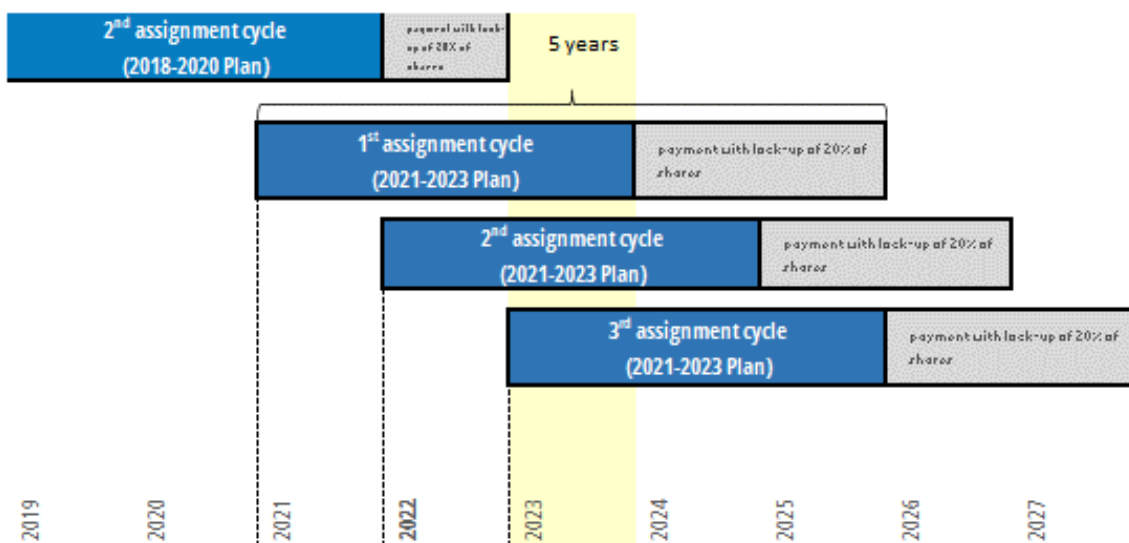 2nd assignment cycle
(2018-2020 Plan)
payment with lock-
up of 20% of
shares
5 years
1st assignment cycle
(2021-2023 Plan)
payment with lock-up of 20% of
shares
2nd assignment cycle
(2021-2023 Plan)
payment with lock-up of 20% of
shares
3rd assignment cycle
(2021-2023 Plan)
payment with lock-up of 20% of
shares
2019
2020
2021
2022
2023
2024
2025
2026
2027